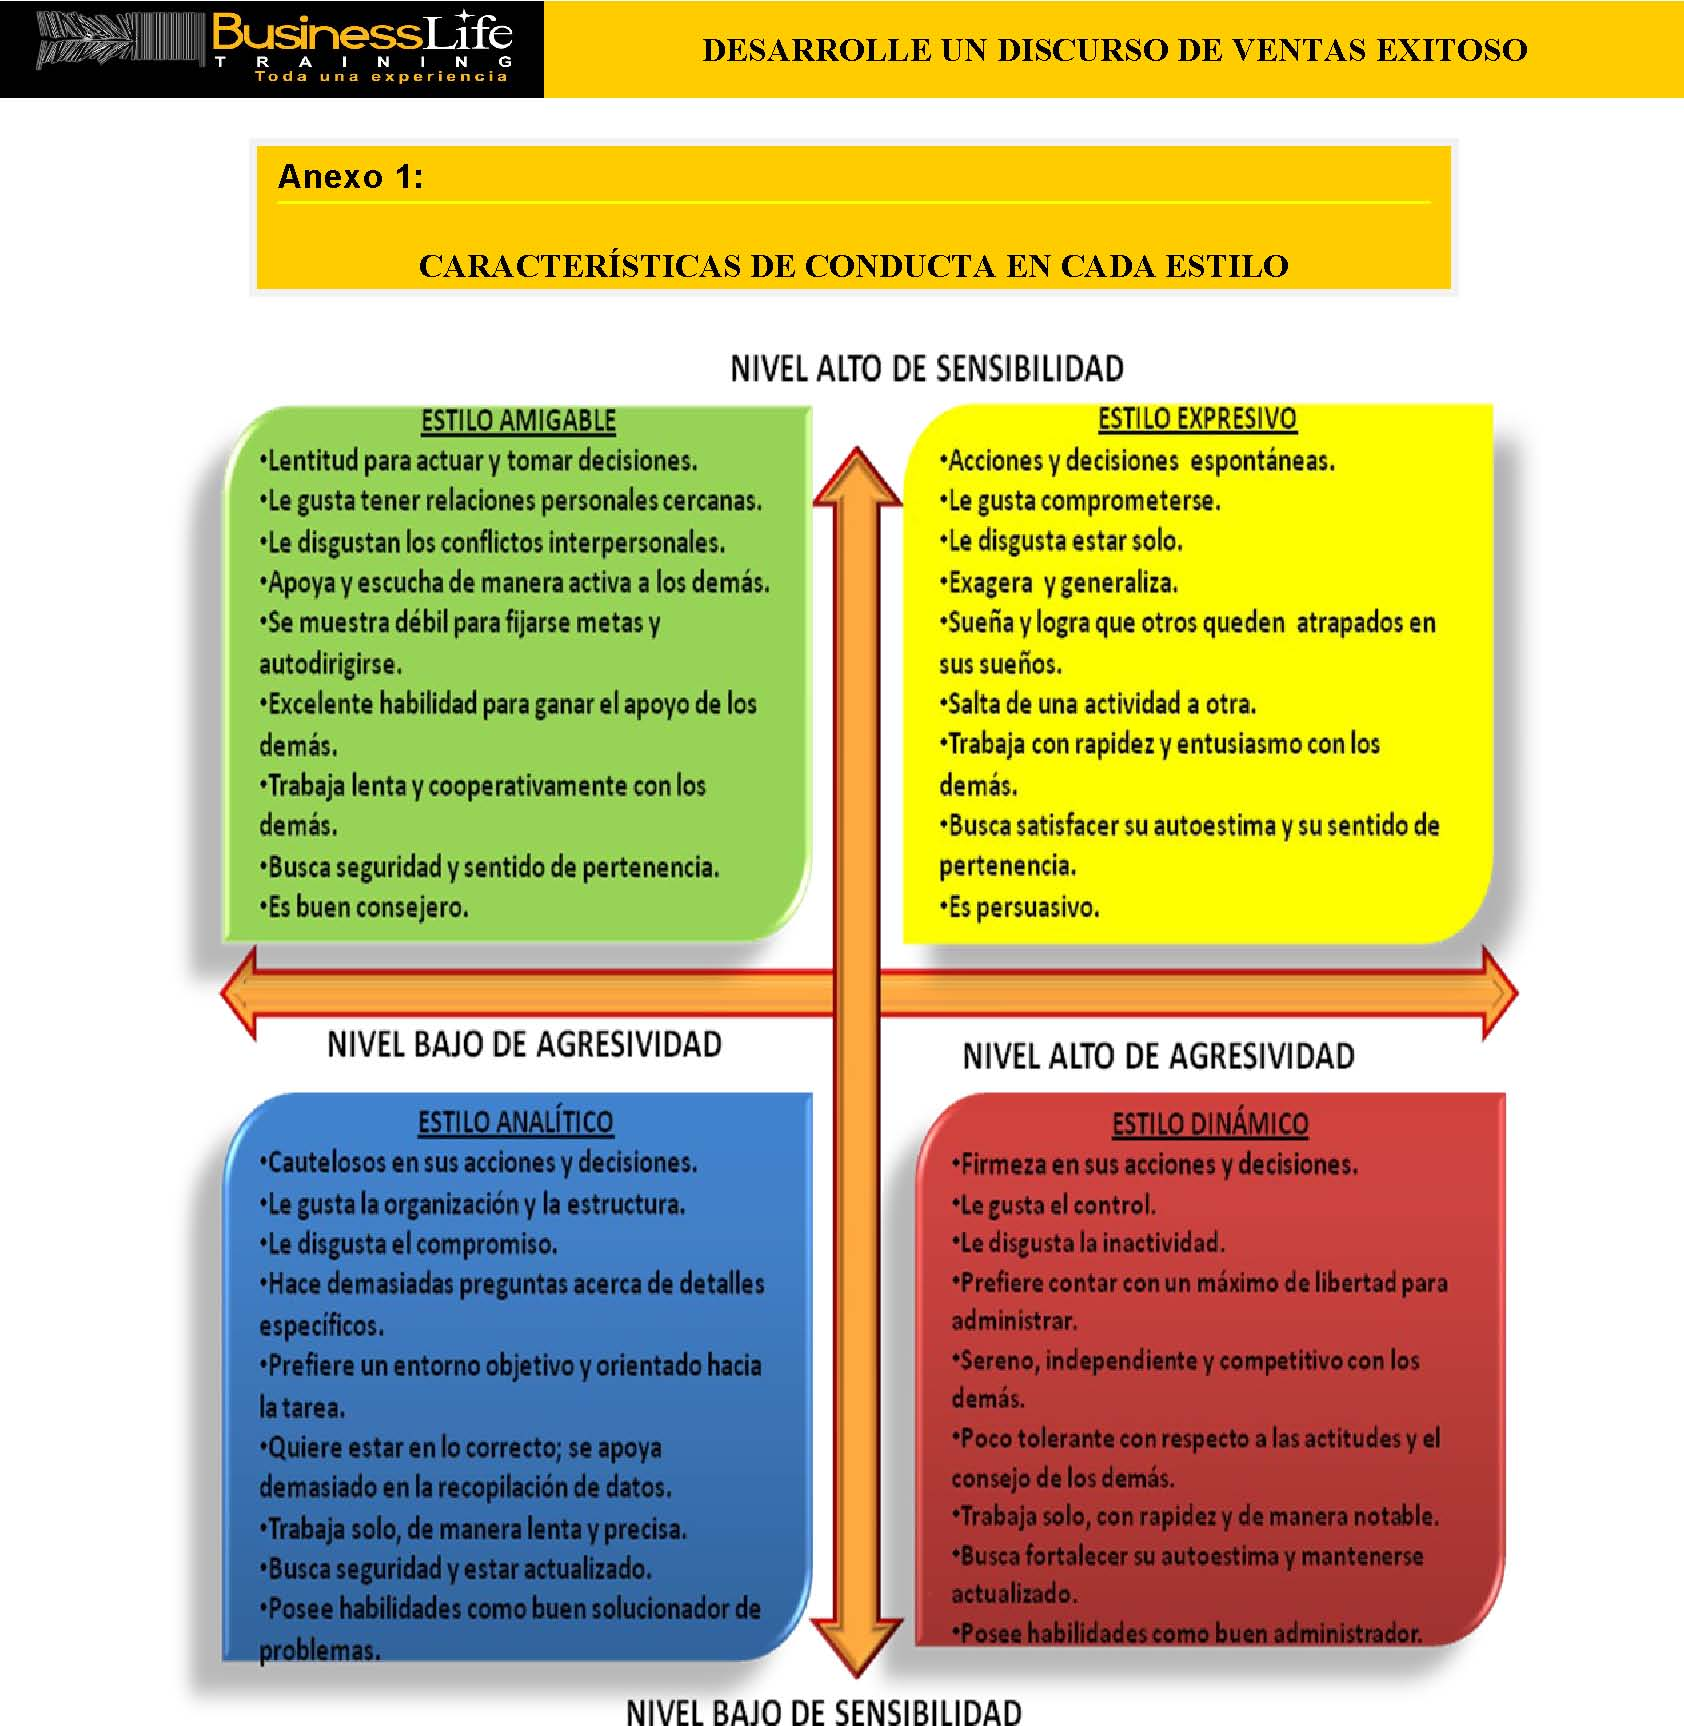 BusinessLife
TRAINING
Toda una experiencia
DESARROLLE UN DISCURSO DE VENTAS EXITOSO
Anexo 1:
CARACTERÍSTICAS DE CONDUCTA EN CADA ESTILO
NIVEL ALTO DE SENSIBILIDAD
ESTILO AMIGABLE
•Lentitud para actuar y tomar decisiones.
•Le gusta tener relaciones personales cercanas.
•Le disgustan los conflictos interpersonales.
•Apoya y escucha de manera activa a los demás.
•Se muestra débil para fijarse metas y
autodirigirse.
•Excelente habilidad para ganar el apoyo de los
demás.
•Trabaja lenta y cooperativamente con los
demás.
•Busca seguridad y sentido de pertenencia.
•Es buen consejero.
ESTILO EXPRESIVO
•Acciones y decisiones espontáneas.
•Le gusta comprometerse.
•Le disgusta estar solo.
•Exagera y generaliza.
•Sueña y logra que otros queden atrapados en
sus sueños.
•Salta de una actividad a otra.
•Trabaja con rapidez y entusiasmo con los
demás.
•Busca satisfacer su autoestima y su sentido de
pertenencia.
•Es persuasivo.
NIVEL BAJO DE AGRESIVIDAD
NIVEL ALTO DE AGRESIVIDAD
ESTILO ANALÍTICO
•Cautelosos en sus acciones y decisiones.
•Le gusta la organización y la estructura.
•Le disgusta el compromiso.
•Hace demasiadas preguntas acerca de detalles
específicos.
•Prefiere un entorno objetivo y orientado hacia
la tarea.
•Quiere estar en lo correcto; se apoya
demasiado en la recopilación de datos.
•Trabaja solo, de manera lenta y precisa.
•Busca seguridad y estar actualizado.
•Posee habilidades como buen solucionador de
problemas.
ESTILO DINÁMICO
•Firmeza en sus acciones y decisiones.
•Le gusta el control.
•Le disgusta la inactividad.
•Prefiere contar con un máximo de libertad para
administrar.
•Sereno, independiente y competitivo con los
demás.
•Poco tolerante con respecto a las actitudes y el
consejo de los demás.
•Trabaja solo, con rapidez y de manera notable.
•Busca fortalecer su autoestima y mantenerse
actualizado.
•Posee habilidades como buen administrador.
NIVEL BAJO DE SENSIBILIDAD